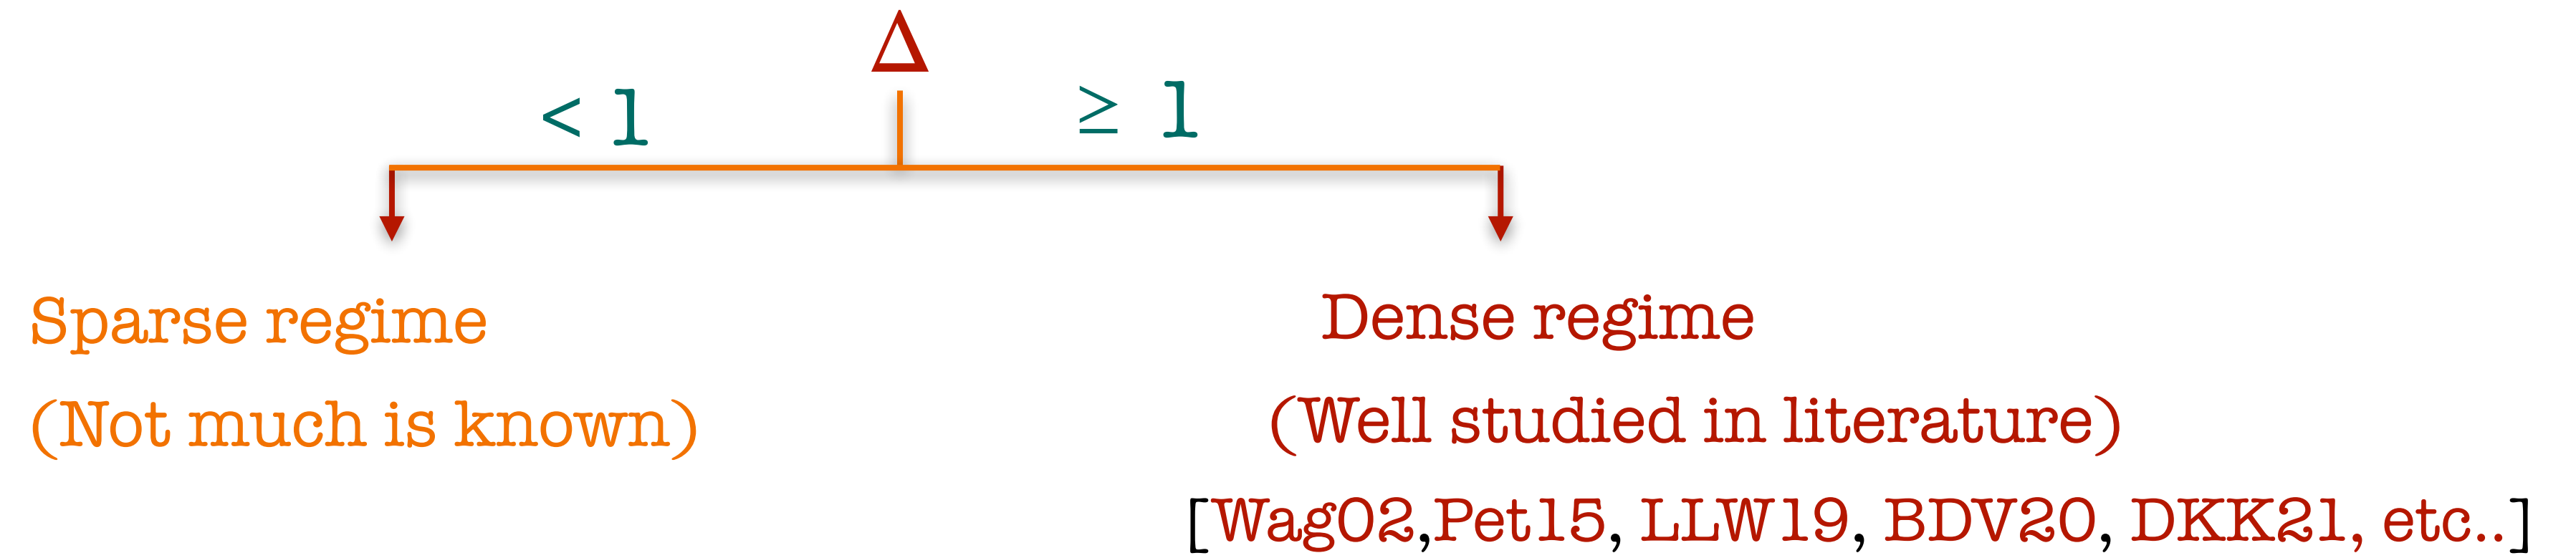 Δ
< 1
≥ 1
Sparse regime
(Not much is known)
Dense regime
(Well studied in literature)
[Wag02,Pet15, LLW19, BDV20, DKK21, etc..]